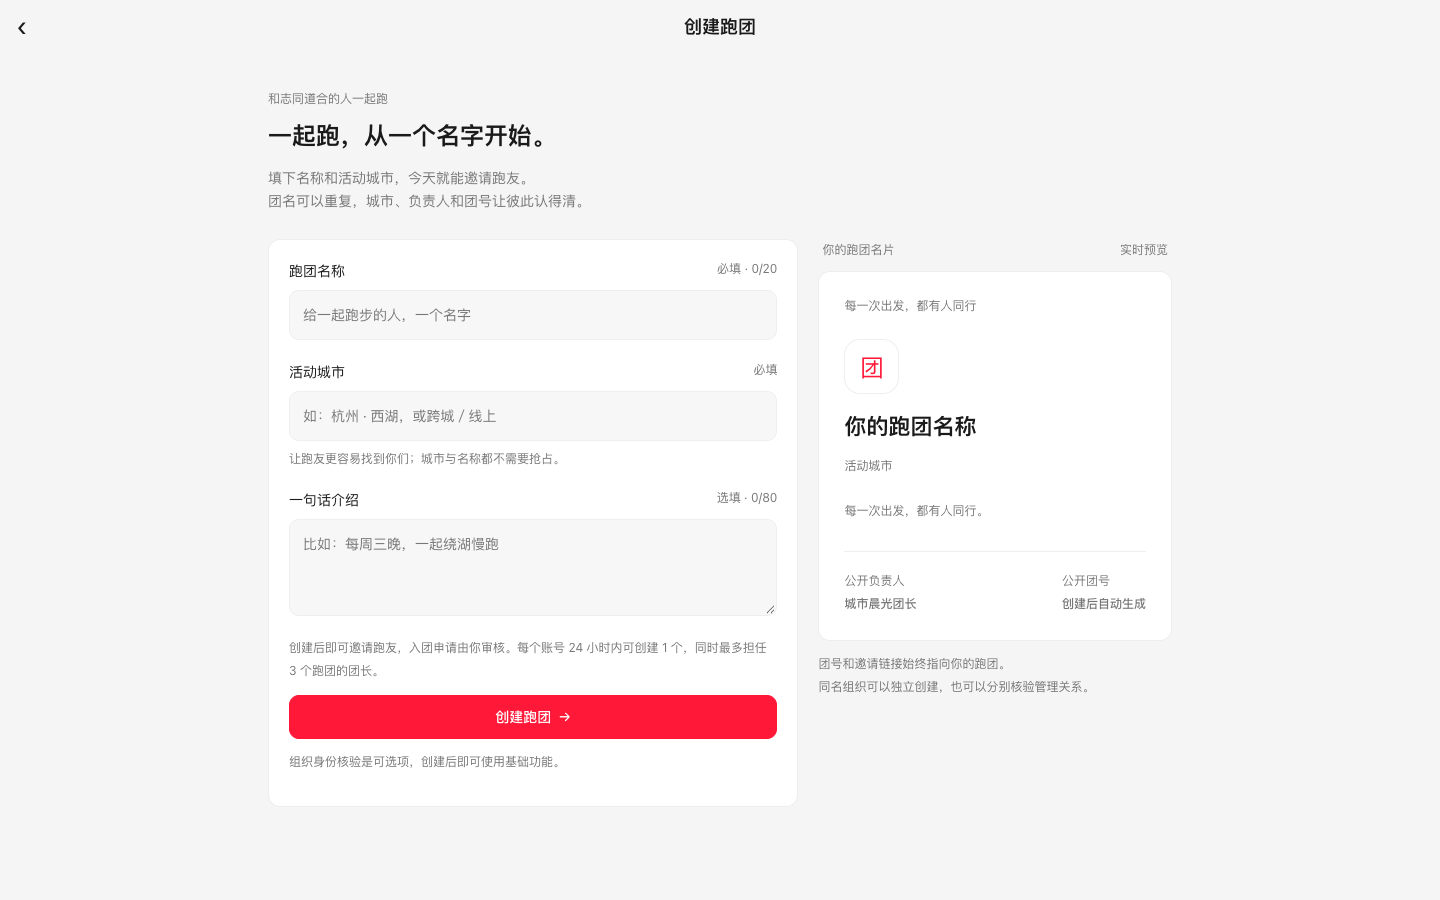 创建跑团
和志同道合的人一起跑
一起跑，从一个名字开始。
填下名称和活动城市，今天就能邀请跑友。
团名可以重复，城市、负责人和团号让彼此认得清。
跑团名称 必填 · 0/20
给一起跑步的人，一个名字
活动城市 必填
如：杭州 · 西湖，或跨城 / 线上
让跑友更容易找到你们；城市与名称都不需要抢占。
一句话介绍 选填 · 0/80
比如：每周三晚，一起绕湖慢跑
创建后即可邀请跑友，入团申请由你审核。每个账号 24 小时内可创建 1 个，同时最多担任
3 个跑团的团长。
创建跑团 →
组织身份核验是可选项，创建后即可使用基础功能。
你的跑团名片 实时预览
每一次出发，都有人同行
团
你的跑团名称
活动城市
每一次出发，都有人同行。
公开负责人 公开团号
城市晨光团长 创建后自动生成
团号和邀请链接始终指向你的跑团。
同名组织可以独立创建，也可以分别核验管理关系。